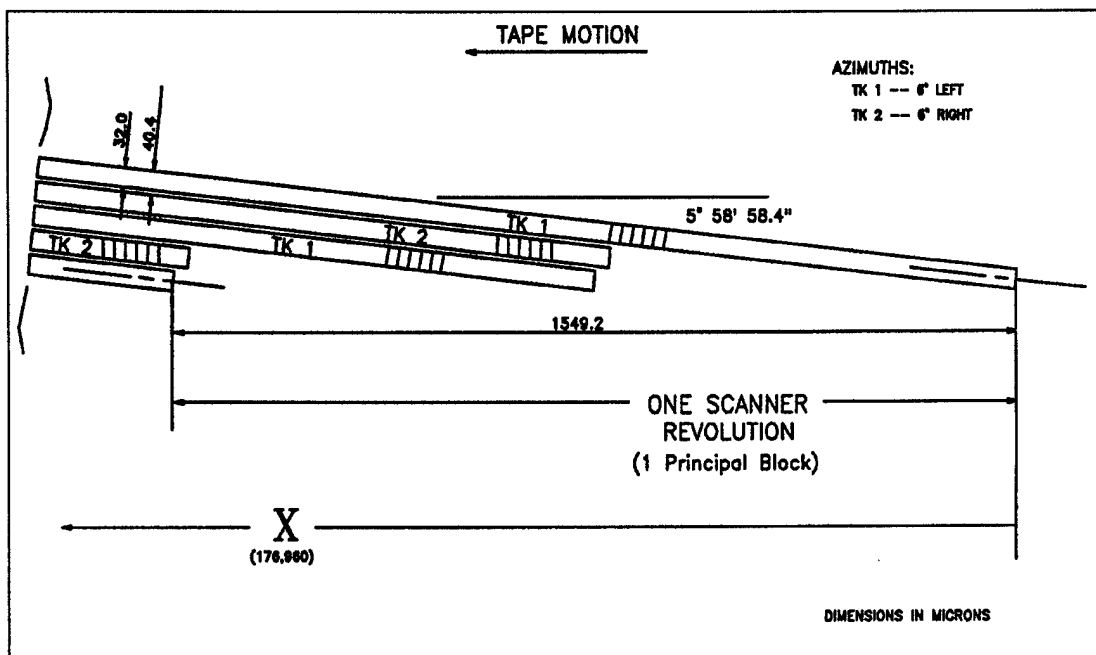 TAPE MOTION
AZIMUTHS:
TK 1 -- 6° LEFT
TK 2 -- 6° RIGHT
32.0
40.4
5° 58' 58.4"
TK 1
TK 2
TK 1
TK 2
1549.2
ONE SCANNER
REVOLUTION
(1 Principal Block)
X
(176,960)
DIMENSIONS IN MICRONS